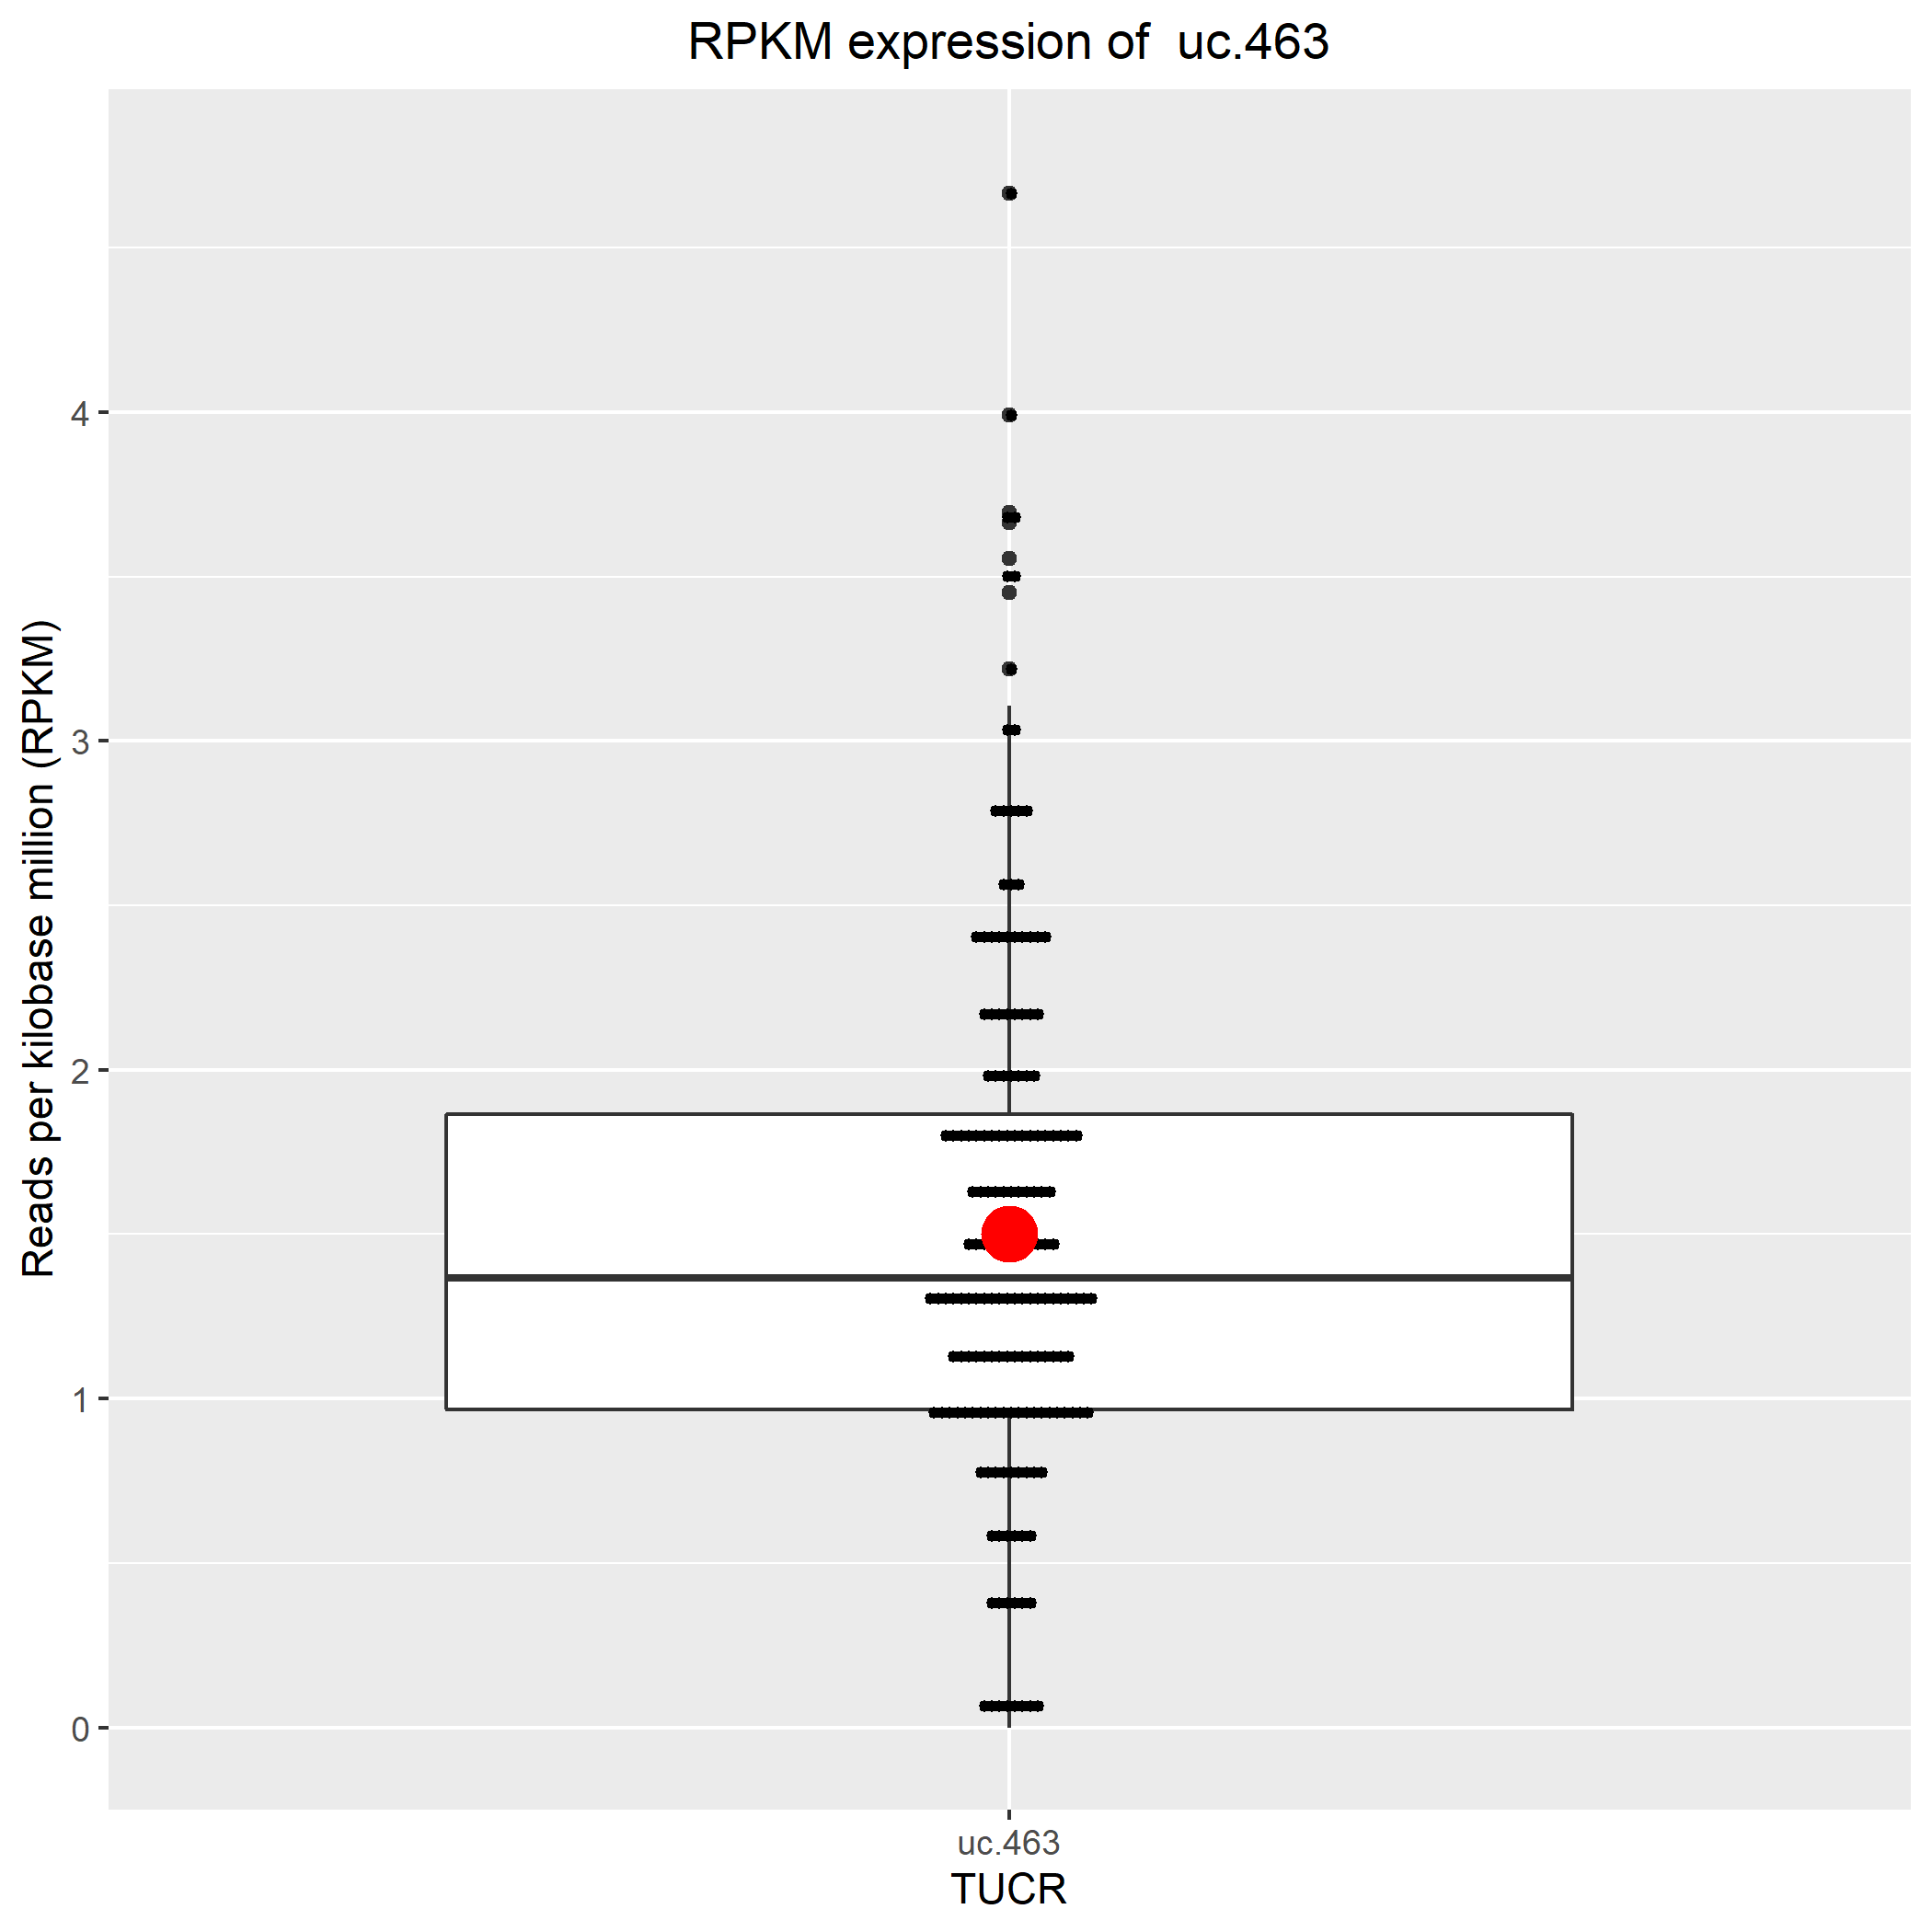 RPKM expression of  uc.463
Reads per kilobase million (RPKM)
4
3
2
1
0
uc.463
TUCR